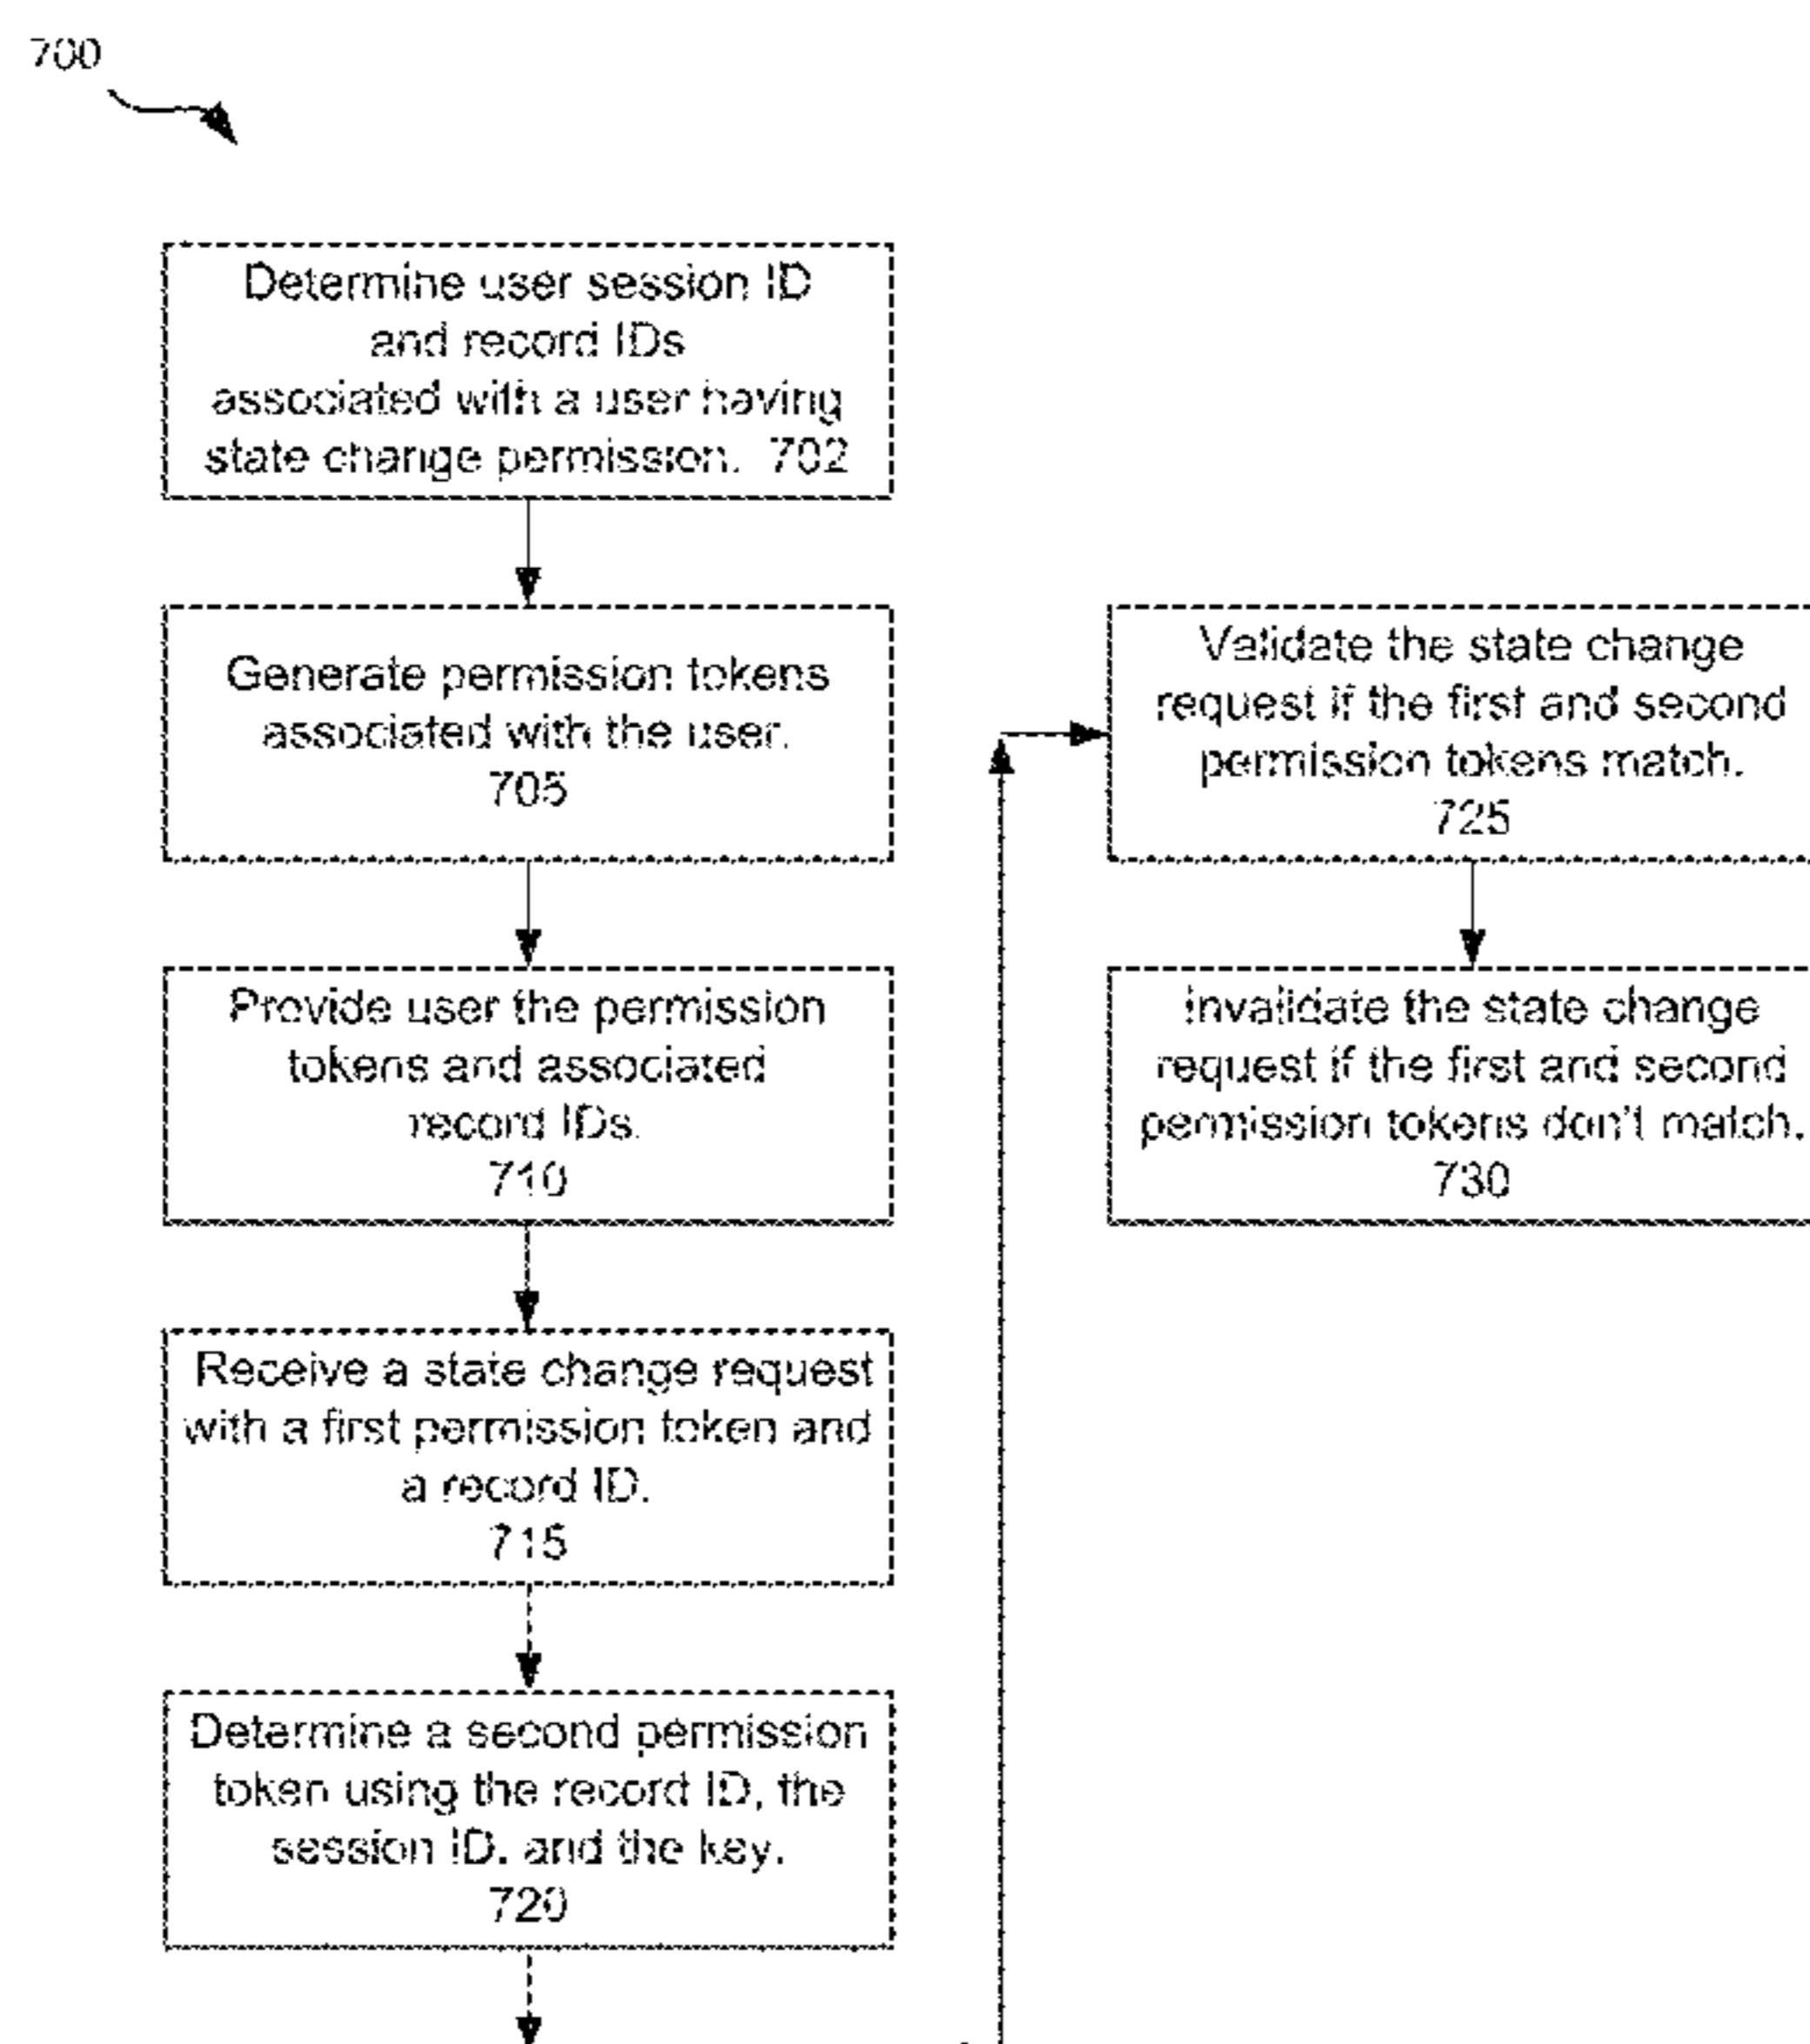 700
Determine user session ID
and record IDs
associated with a user having
state change permission. 702
Generate permission tokens
associated with the user.
705
Provide user the permission
tokens and associated
record IDs.
710
Receive a state change request
with a first permission token and
a record ID.
715
Determine a second permission
token using the record ID, the
session ID, and the key.
720
Validate the state change
request if the first and second
permission tokens match.
725
Invalidate the state change
request if the first and second
permission tokens don't match.
730